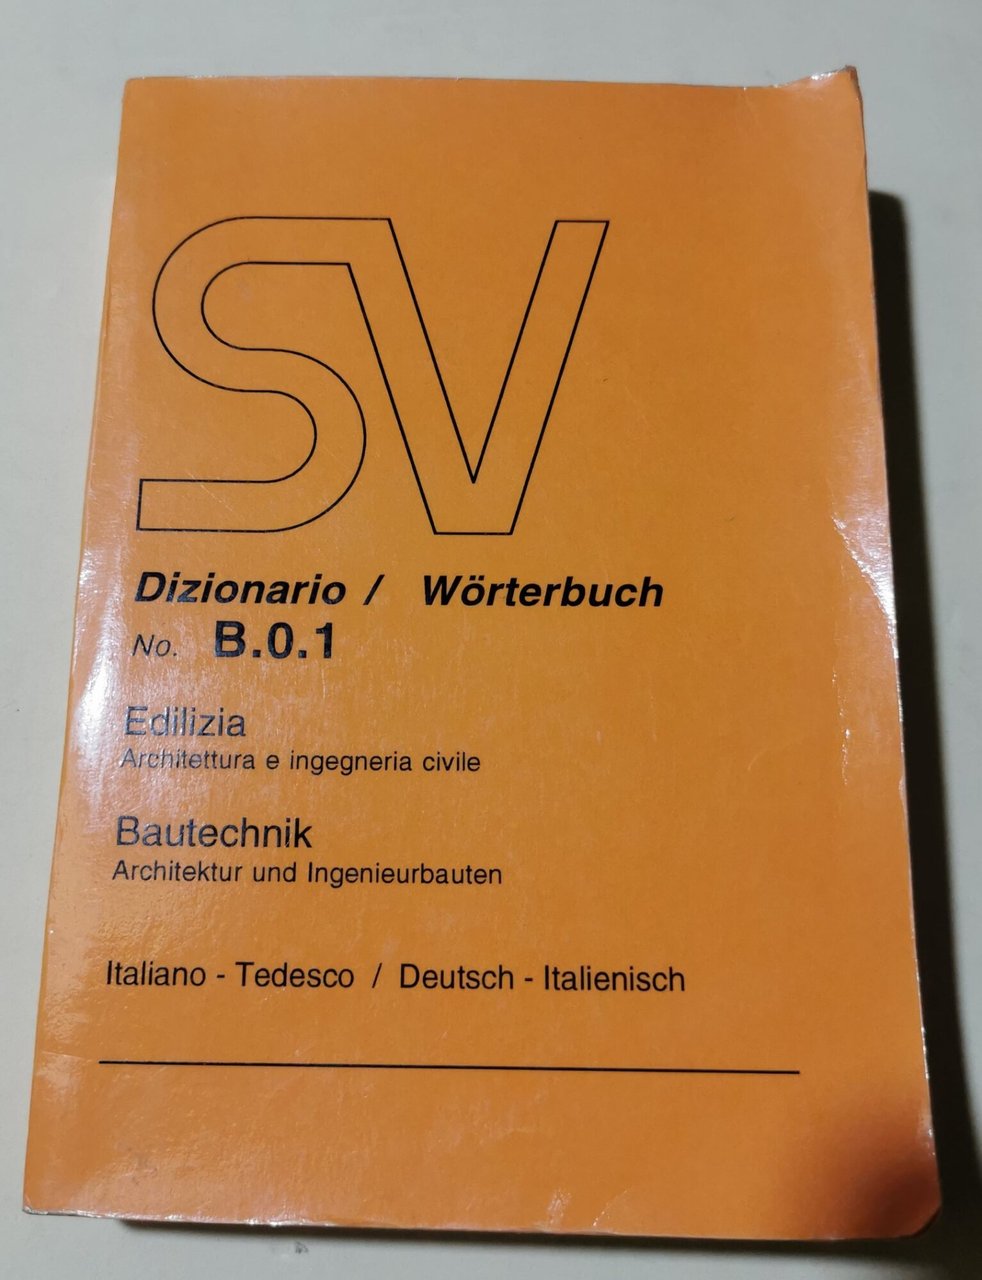 SV
Dizionario / Wörterbuch
No. B.0.1
Edilizia
Architettura e ingegneria civile
Bautechnik
Architektur und Ingenieurbauten
Italiano - Tedesco / Deutsch - Italienisch